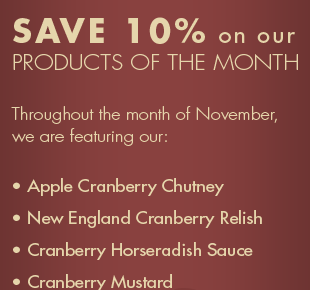 SAVE 10% on our
PRODUCTS OF THE MONTH
Throughout the month of November,
we are featuring our:
• Apple Cranberry Chutney
• New England Cranberry Relish
• Cranberry Horseradish Sauce
• Cranberry Mustard